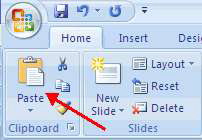 Home Insert Desi
Paste
New
Slide
Layout
Reset
Delete
Clipboard Slides